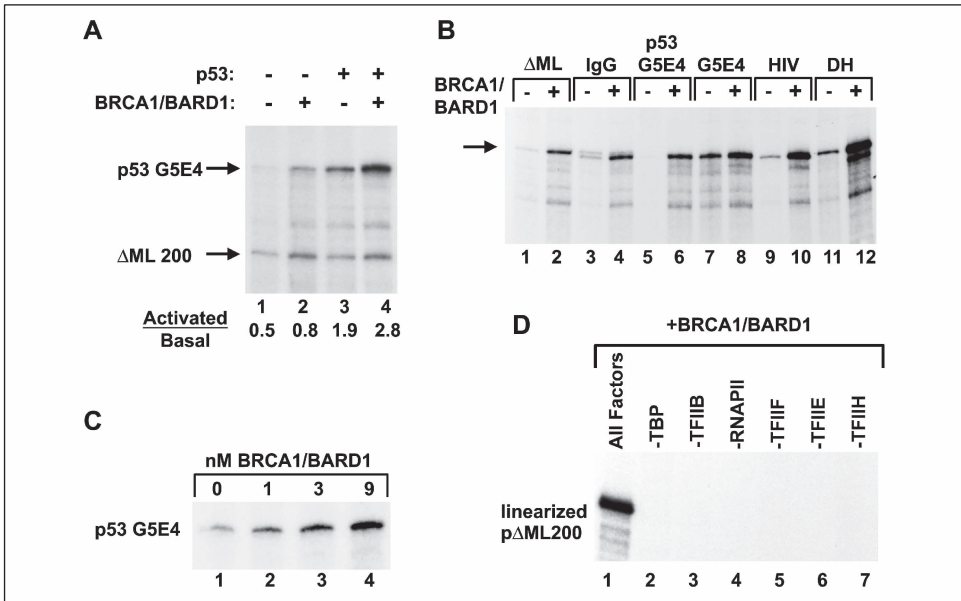 A
p53: - - + +
BRCA1/BARD1: - + - +
p53 G5E4
ΔML 200
1 2 3 4
Activated
Basal
0.5 0.8 1.9 2.8
B
p53
ΔML IgG G5E4 G5E4 HIV DH
BRCA1/
BARD1
- + - + - + - + - + - +
1 2 3 4 5 6 7 8 9 10 11 12
C
nM BRCA1/BARD1
0 1 3 9
p53 G5E4
1 2 3 4
D
+BRCA1/BARD1
All Factors
-TBP
-TFIIB
-RNAPII
-TFIIF
-TFIIE
-TFIIH
linearized
pΔML200
1 2 3 4 5 6 7